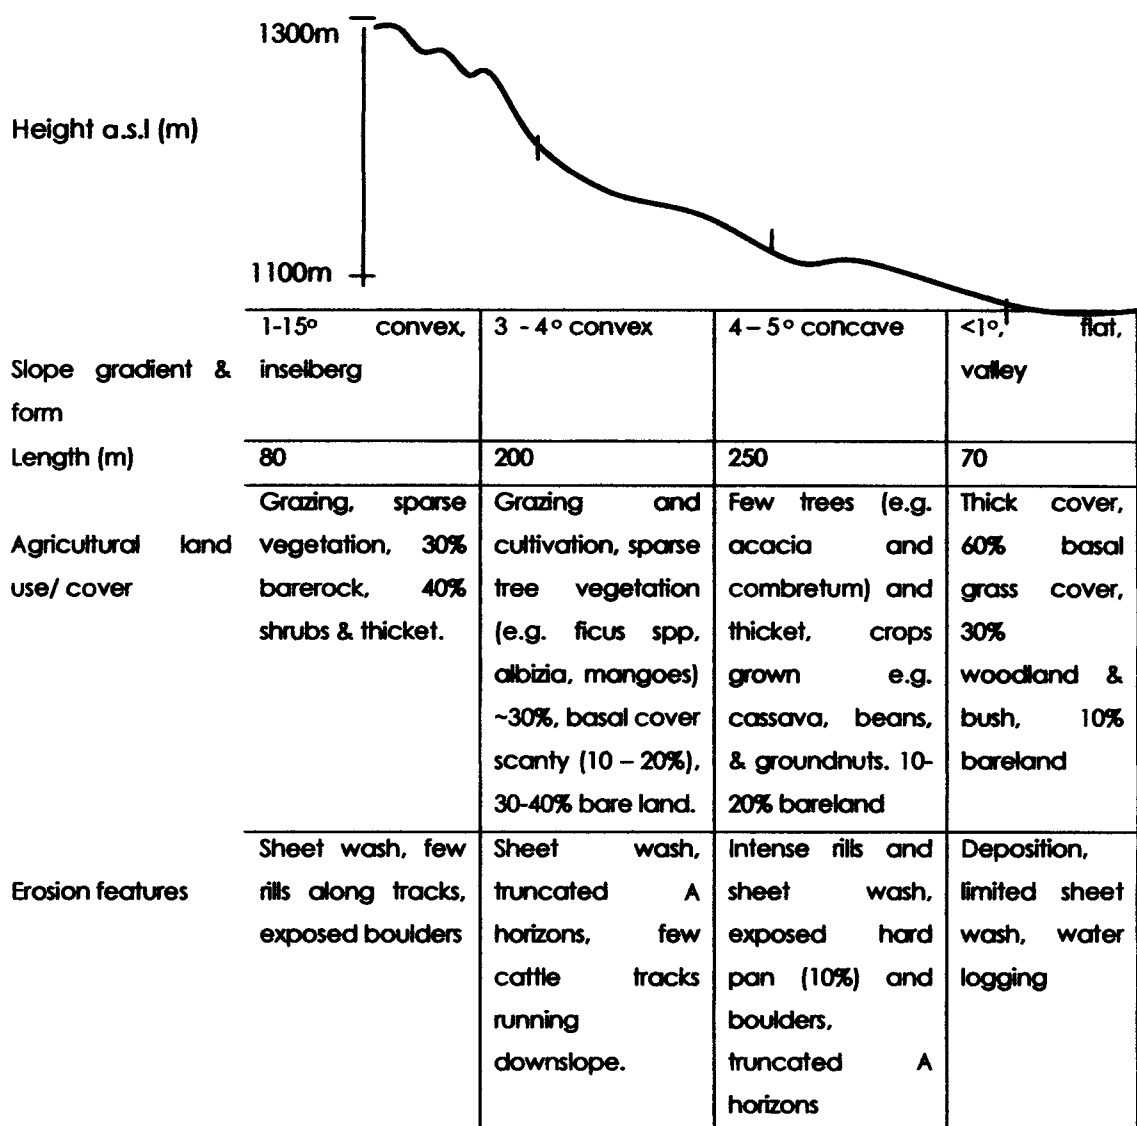 1300m
Height a.s.l (m)
1100m
Slope gradient &
form
1-15° convex,
inselberg
3 - 4° convex
4 – 5° concave
<1°, flat,
valley
Length (m)
80
200
250
70
Agricultural land
use/ cover
Grazing, sparse
vegetation, 30%
barerock, 40%
shrubs & thicket.
Grazing and
cultivation, sparse
tree vegetation
(e.g. ficus spp,
albizia, mangoes)
~30%, basal cover
scanty (10 – 20%),
30-40% bare land.
Few trees (e.g.
acacia and
combretum) and
thicket, crops
grown e.g.
cassava, beans,
& groundnuts. 10-
20% bareland
Thick cover,
60% basal
grass cover,
30%
woodland &
bush, 10%
bareland
Erosion features
Sheet wash, few
rills along tracks,
exposed boulders
Sheet wash,
truncated A
horizons, few
cattle tracks
running
downslope.
Intense rills and
sheet wash,
exposed hard
pan (10%) and
boulders,
truncated A
horizons
Deposition,
limited sheet
wash, water
logging